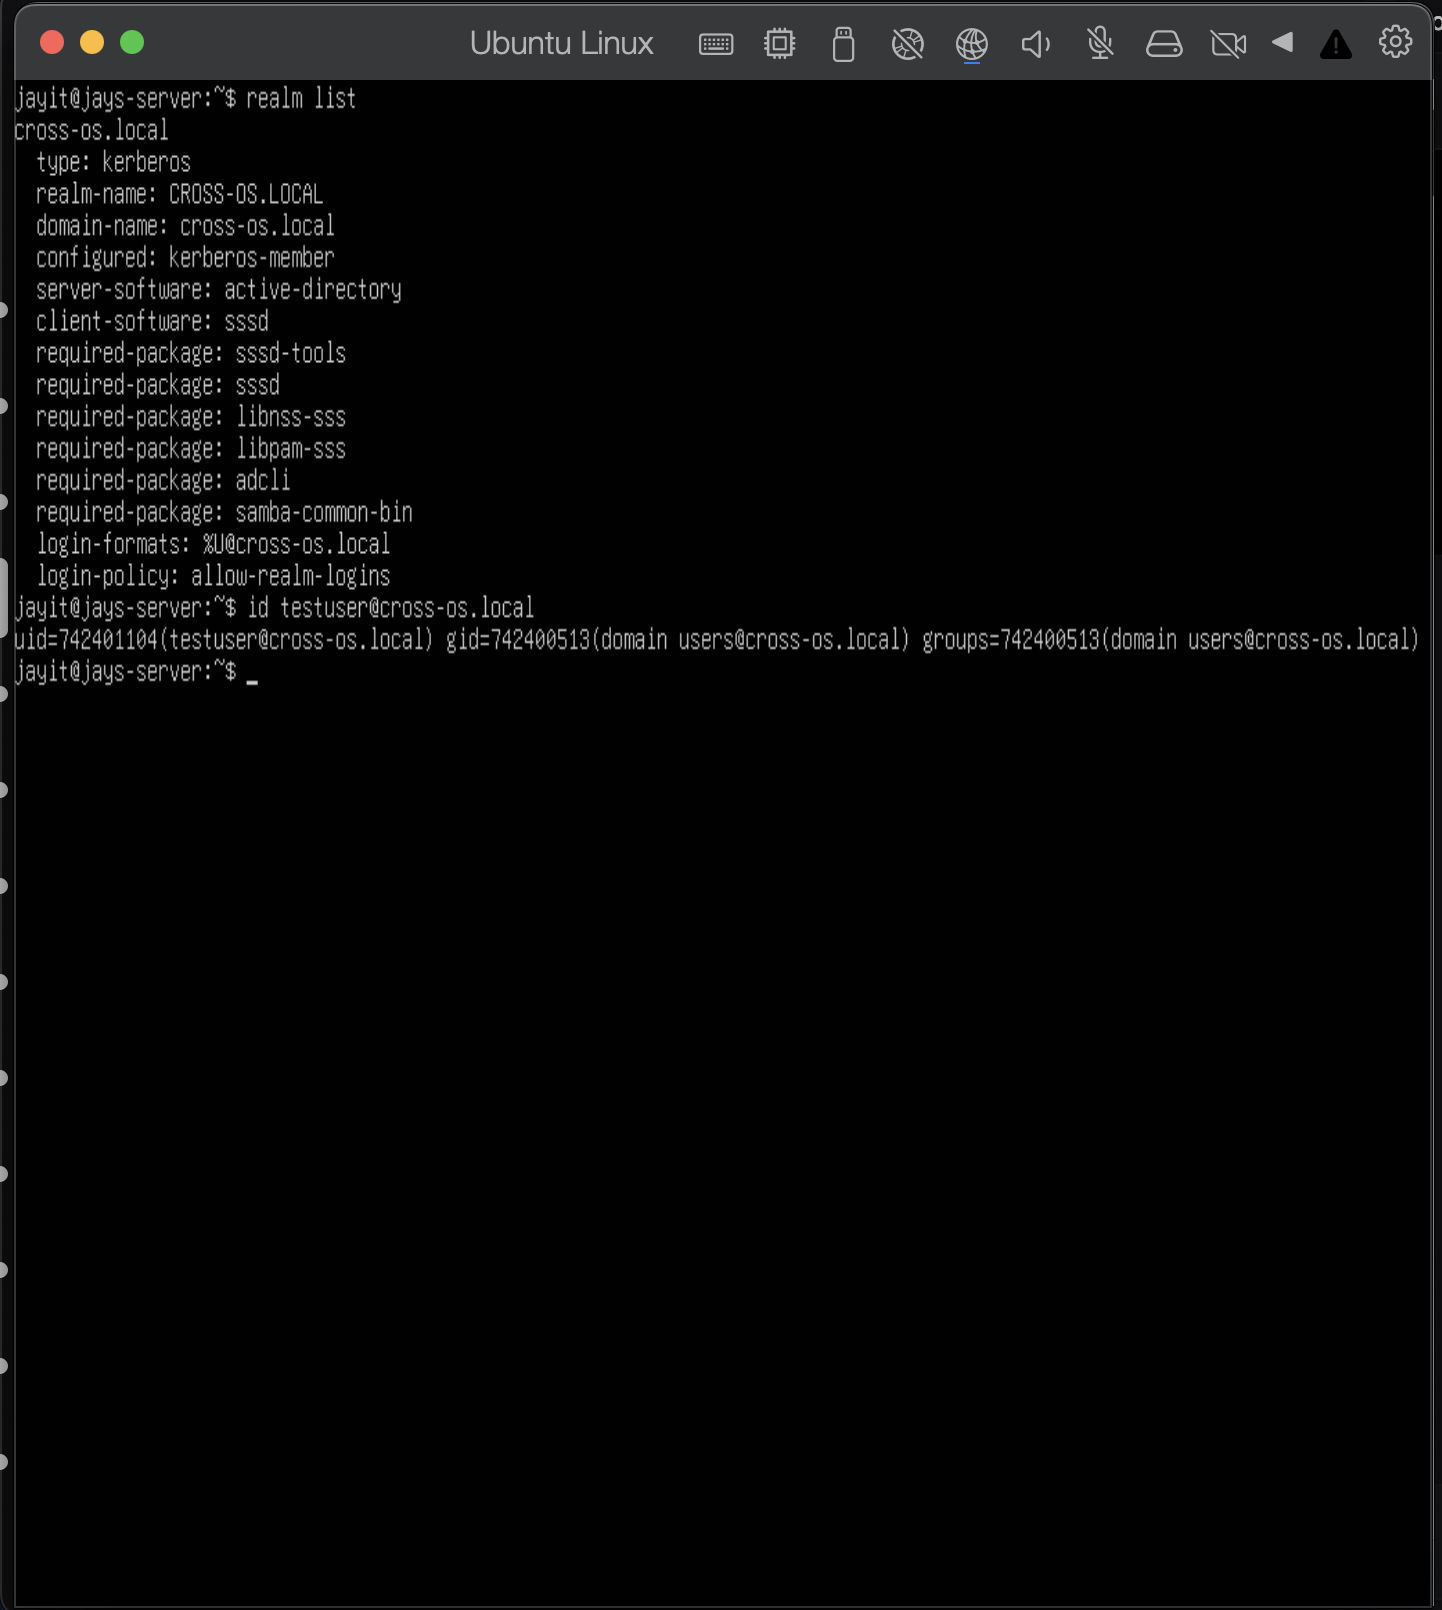 Ubuntu Linux
jayit@jays-server:~$ realm list
cross-os.local
  type: kerberos
  realm-name: CROSS-OS.LOCAL
  domain-name: cross-os.local
  configured: kerberos-member
  server-software: active-directory
  client-software: sssd
  required-package: sssd-tools
  required-package: sssd
  required-package: libnss-sss
  required-package: libpam-sss
  required-package: adcli
  required-package: samba-common-bin
  login-formats: %U@cross-os.local
  login-policy: allow-realm-logins
jayit@jays-server:~$ id testuser@cross-os.local
uid=742401104(testuser@cross-os.local) gid=742400513(domain users@cross-os.local) groups=742400513(domain users@cross-os.local)
jayit@jays-server:~$ _